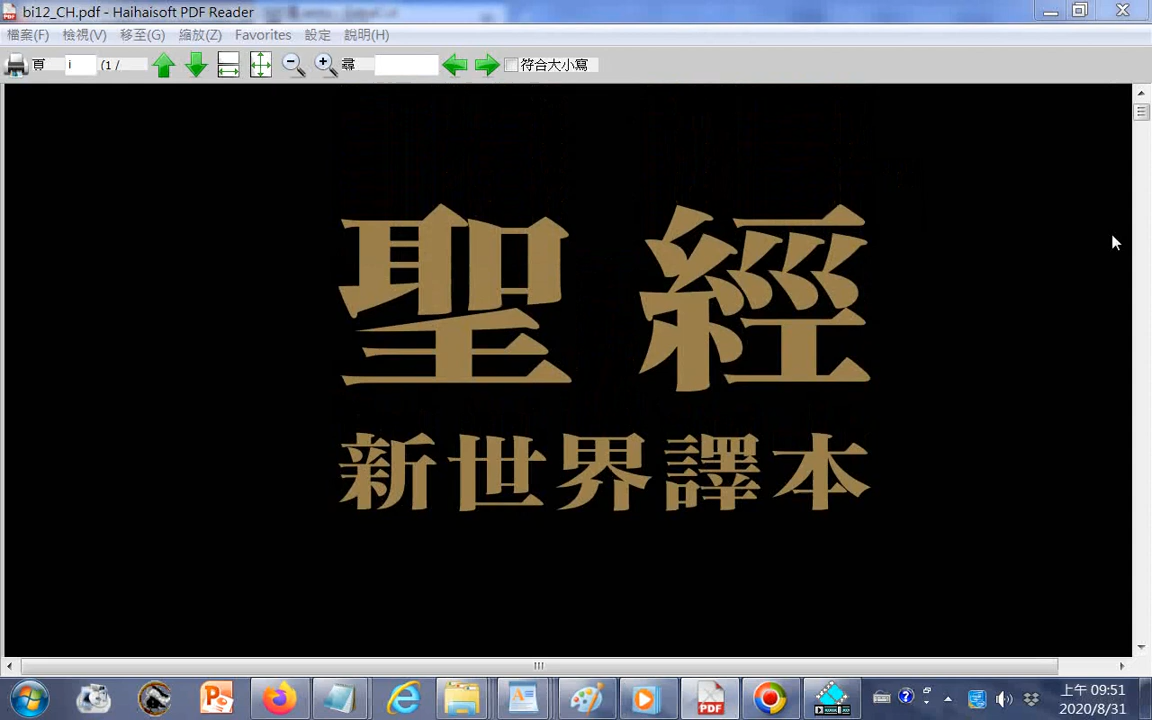 bi12_CH.pdf - Haihaisoft PDF Reader
檔案(F) 檢視(V) 移至(G) 縮放(Z) Favorites 設定 說明(H)
頁 i (1 / 尋 符合大小寫
聖經
新世界譯本
上午 09:51
2020/8/31